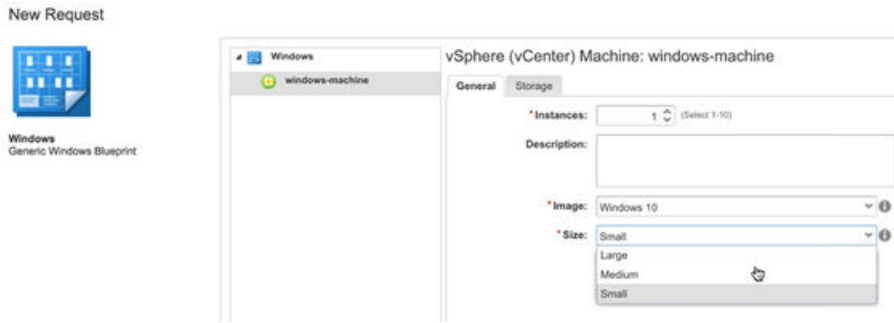 New Request
Windows
Generic Windows Blueprint
Windows
windows-machine
vSphere (vCenter) Machine: windows-machine
General Storage
*Instances: 1 (Select 1-10)
Description:
*Image: Windows 10
*Size: Small
Large
Medium
Small